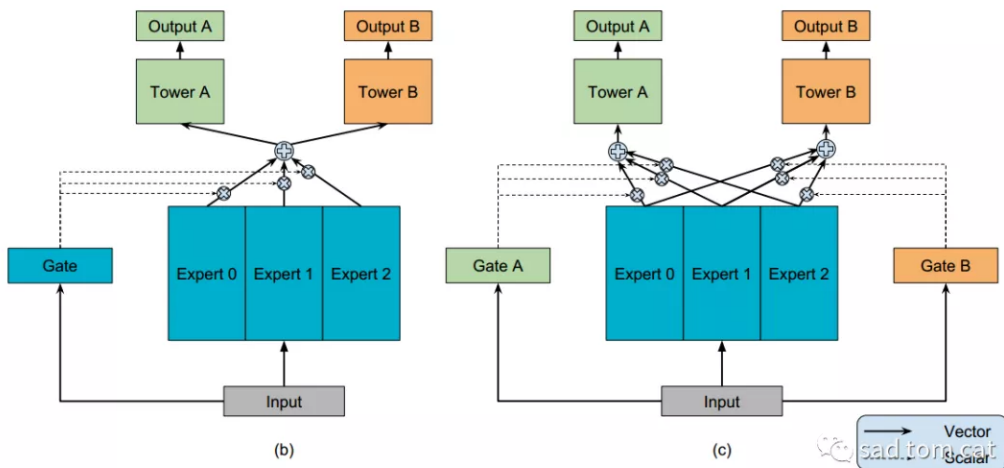 Output A
Output B
Output A
Output B
Tower A
Tower B
Tower A
Tower B
Gate
Expert 0
Expert 1
Expert 2
Gate A
Expert 0
Expert 1
Expert 2
Gate B
Input
Input
(b)
(c)
Vector
Scalar
sad.tom.cat